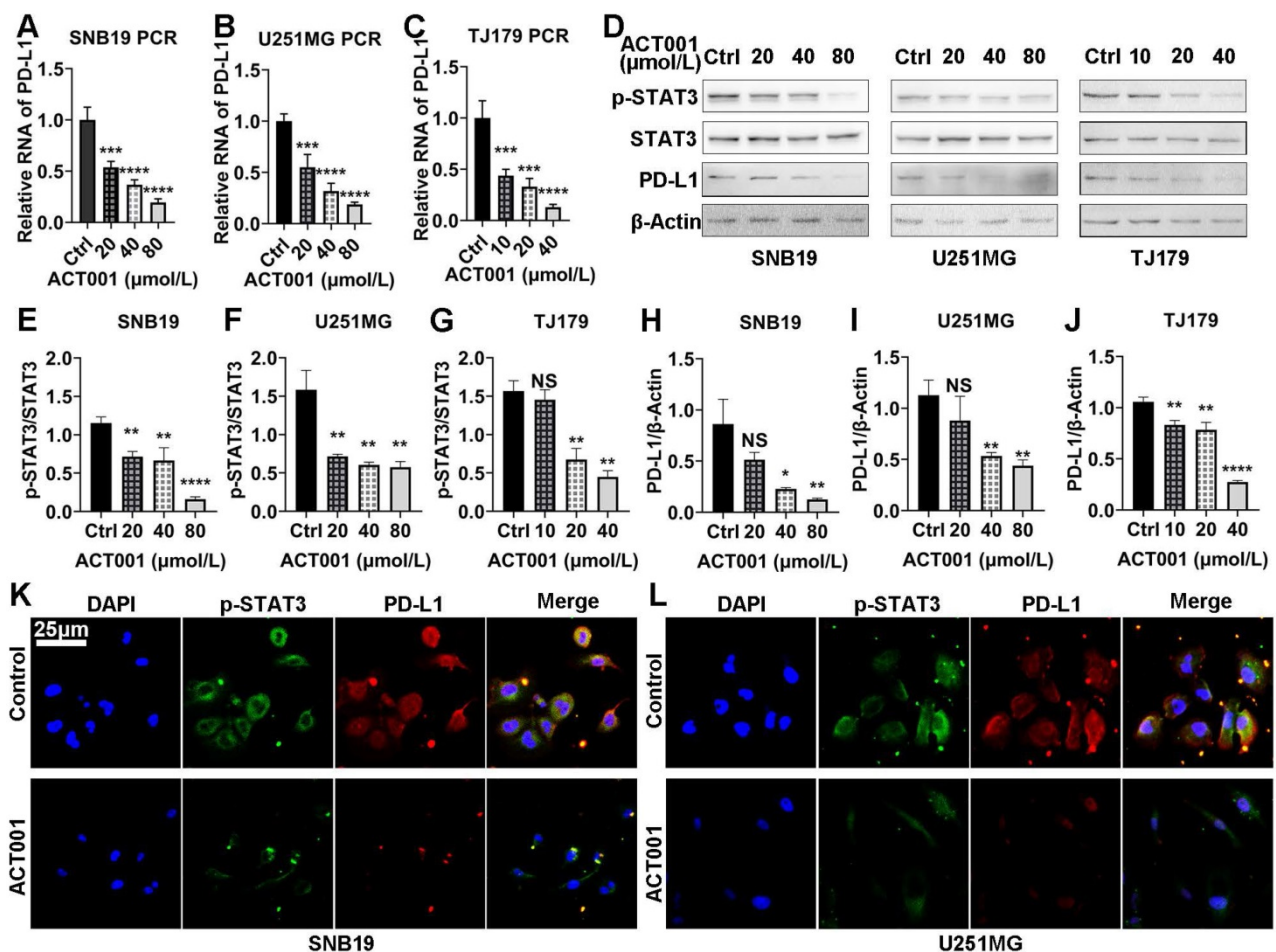 A
SNB19 PCR
Relative RNA of PD-L1
1.5
1.0
0.5
0.0
***
****
****
Ctrl 20 40 80
ACT001 (µmol/L)
B
U251MG PCR
Relative RNA of PD-L1
1.5
1.0
0.5
0.0
***
****
****
Ctrl 20 40 80
ACT001 (µmol/L)
C
TJ179 PCR
Relative RNA of PD-L1
1.5
1.0
0.5
0.0
***
***
****
Ctrl 10 20 40
ACT001 (µmol/L)
D
ACT001
(µmol/L)
Ctrl 20 40 80
Ctrl 20 40 80
Ctrl 10 20 40
p-STAT3
STAT3
PD-L1
β-Actin
SNB19
U251MG
TJ179
E
SNB19
p-STAT3/STAT3
2.0
1.5
1.0
0.5
0.0
**
**
****
Ctrl 20 40 80
ACT001 (µmol/L)
F
U251MG
p-STAT3/STAT3
2.0
1.5
1.0
0.5
0.0
**
**
**
Ctrl 20 40 80
ACT001 (µmol/L)
G
TJ179
p-STAT3/STAT3
2.0
1.5
1.0
0.5
0.0
NS
**
**
Ctrl 10 20 40
ACT001 (µmol/L)
H
SNB19
PD-L1/β-Actin
1.5
1.0
0.5
0.0
NS
*
**
Ctrl 20 40 80
ACT001 (µmol/L)
I
U251MG
PD-L1/β-Actin
1.5
1.0
0.5
0.0
NS
**
**
Ctrl 20 40 80
ACT001 (µmol/L)
J
TJ179
PD-L1/β-Actin
1.5
1.0
0.5
0.0
**
**
****
Ctrl 10 20 40
ACT001 (µmol/L)
K
DAPI p-STAT3 PD-L1 Merge
25µm
Control
ACT001
SNB19
L
DAPI p-STAT3 PD-L1 Merge
Control
ACT001
U251MG